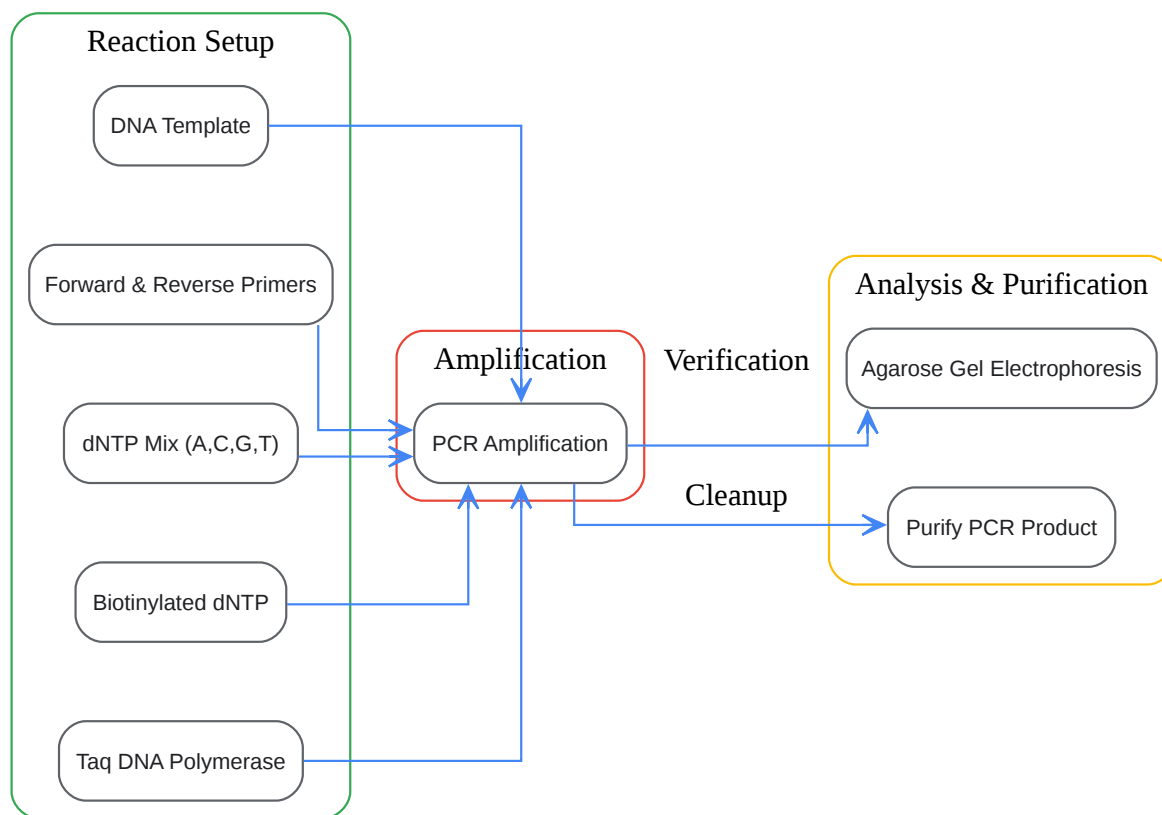 Reaction Setup
DNA Template
Forward & Reverse Primers
dNTP Mix (A,C,G,T)
Biotinylated dNTP
Taq DNA Polymerase
Amplification
PCR Amplification
Verification
Cleanup
Analysis & Purification
Agarose Gel Electrophoresis
Purify PCR Product